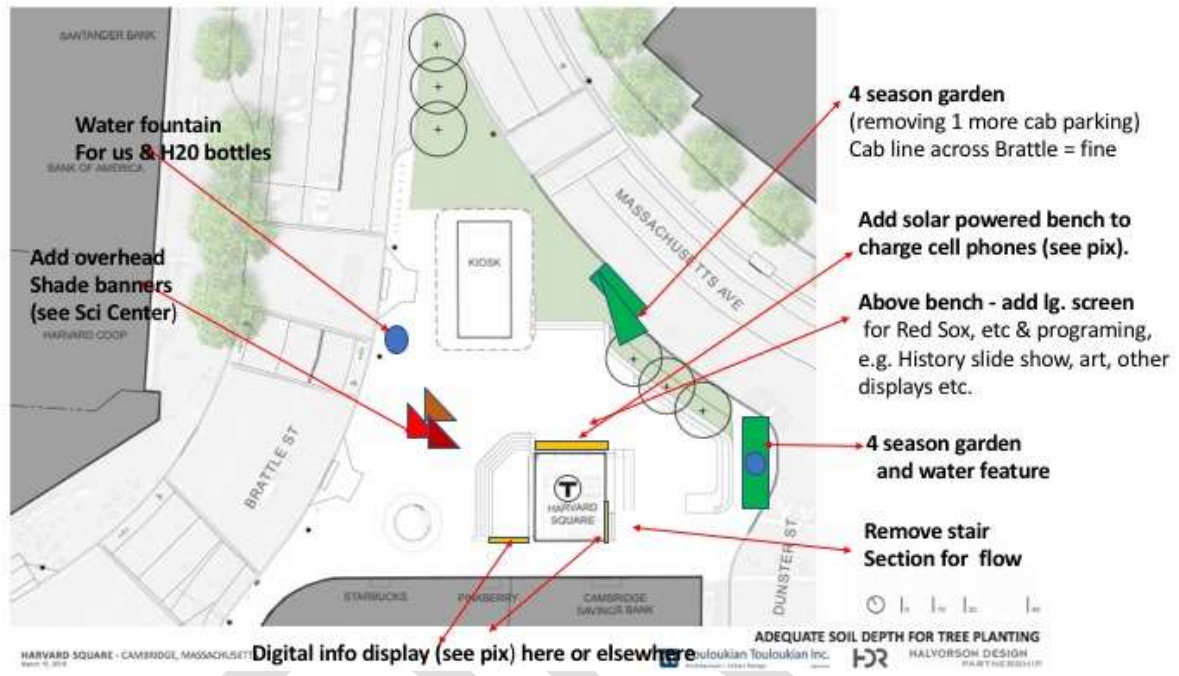 SANTANDER BANK
Water fountain
For us & H20 bottles
BANK OF AMERICA
Add overhead
Shade banners
(see Sci Center)
HARVARD COOP
BRATTLE ST
KIOSK
MASSACHUSETTS AVE
4 season garden
(removing 1 more cab parking)
Cab line across Brattle = fine
Add solar powered bench to
charge cell phones (see pix).
Above bench - add lg. screen
for Red Sox, etc & programing,
e.g. History slide show, art, other
displays etc.
4 season garden
and water feature
T
HARVARD
SQUARE
Remove stair
Section for flow
DUNSTER ST
STARBUCKS
PINKBERRY
CAMBRIDGE
SAVINGS BANK
Digital info display (see pix) here or elsewhere
ADEQUATE SOIL DEPTH FOR TREE PLANTING
HARVARD SQUARE - CAMBRIDGE, MASSACHUSETT
Touloukian Touloukian Inc.
HDR
HALVORSON DESIGN
PARTNERSHIP